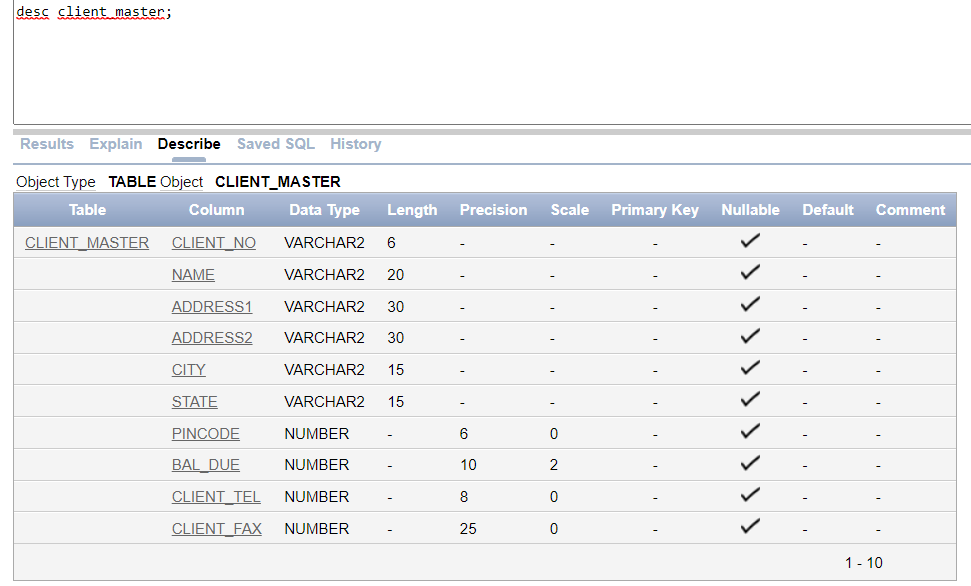 desc client_master;
Results Explain Describe Saved SQL History
Object Type TABLE Object CLIENT_MASTER
Table Column Data Type Length Precision Scale Primary Key Nullable Default Comment
CLIENT_MASTER CLIENT_NO VARCHAR2 6 - - - ✓ - -
NAME VARCHAR2 20 - - - ✓ - -
ADDRESS1 VARCHAR2 30 - - - ✓ - -
ADDRESS2 VARCHAR2 30 - - - ✓ - -
CITY VARCHAR2 15 - - - ✓ - -
STATE VARCHAR2 15 - - - ✓ - -
PINCODE NUMBER - 6 0 - ✓ - -
BAL_DUE NUMBER - 10 2 - ✓ - -
CLIENT_TEL NUMBER - 8 0 - ✓ - -
CLIENT_FAX NUMBER - 25 0 - ✓ - -
1 - 10